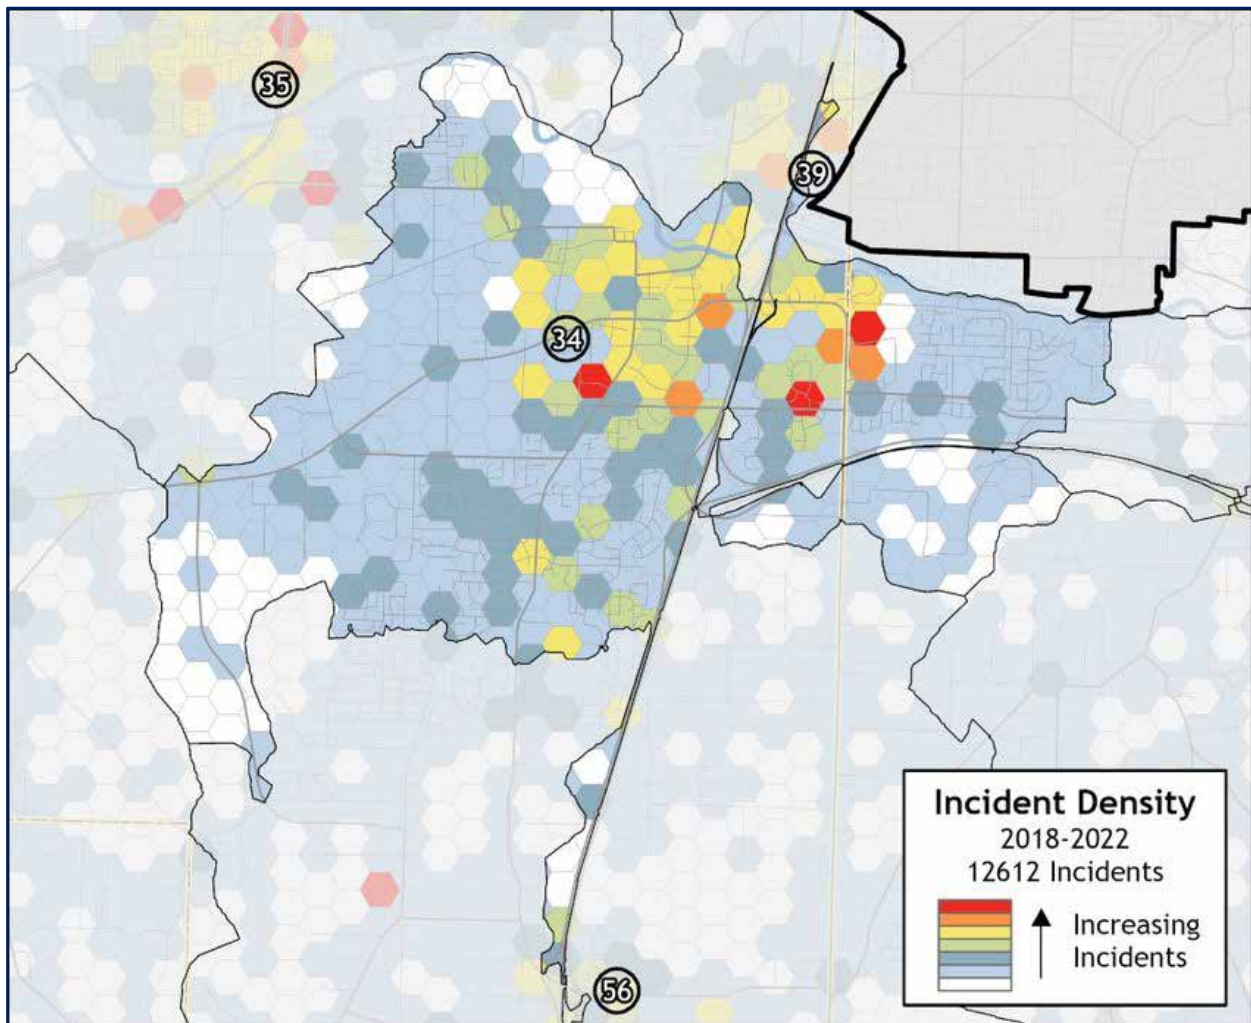 35
39
34
Incident Density
2018-2022
12612 Incidents
Increasing
Incidents
56